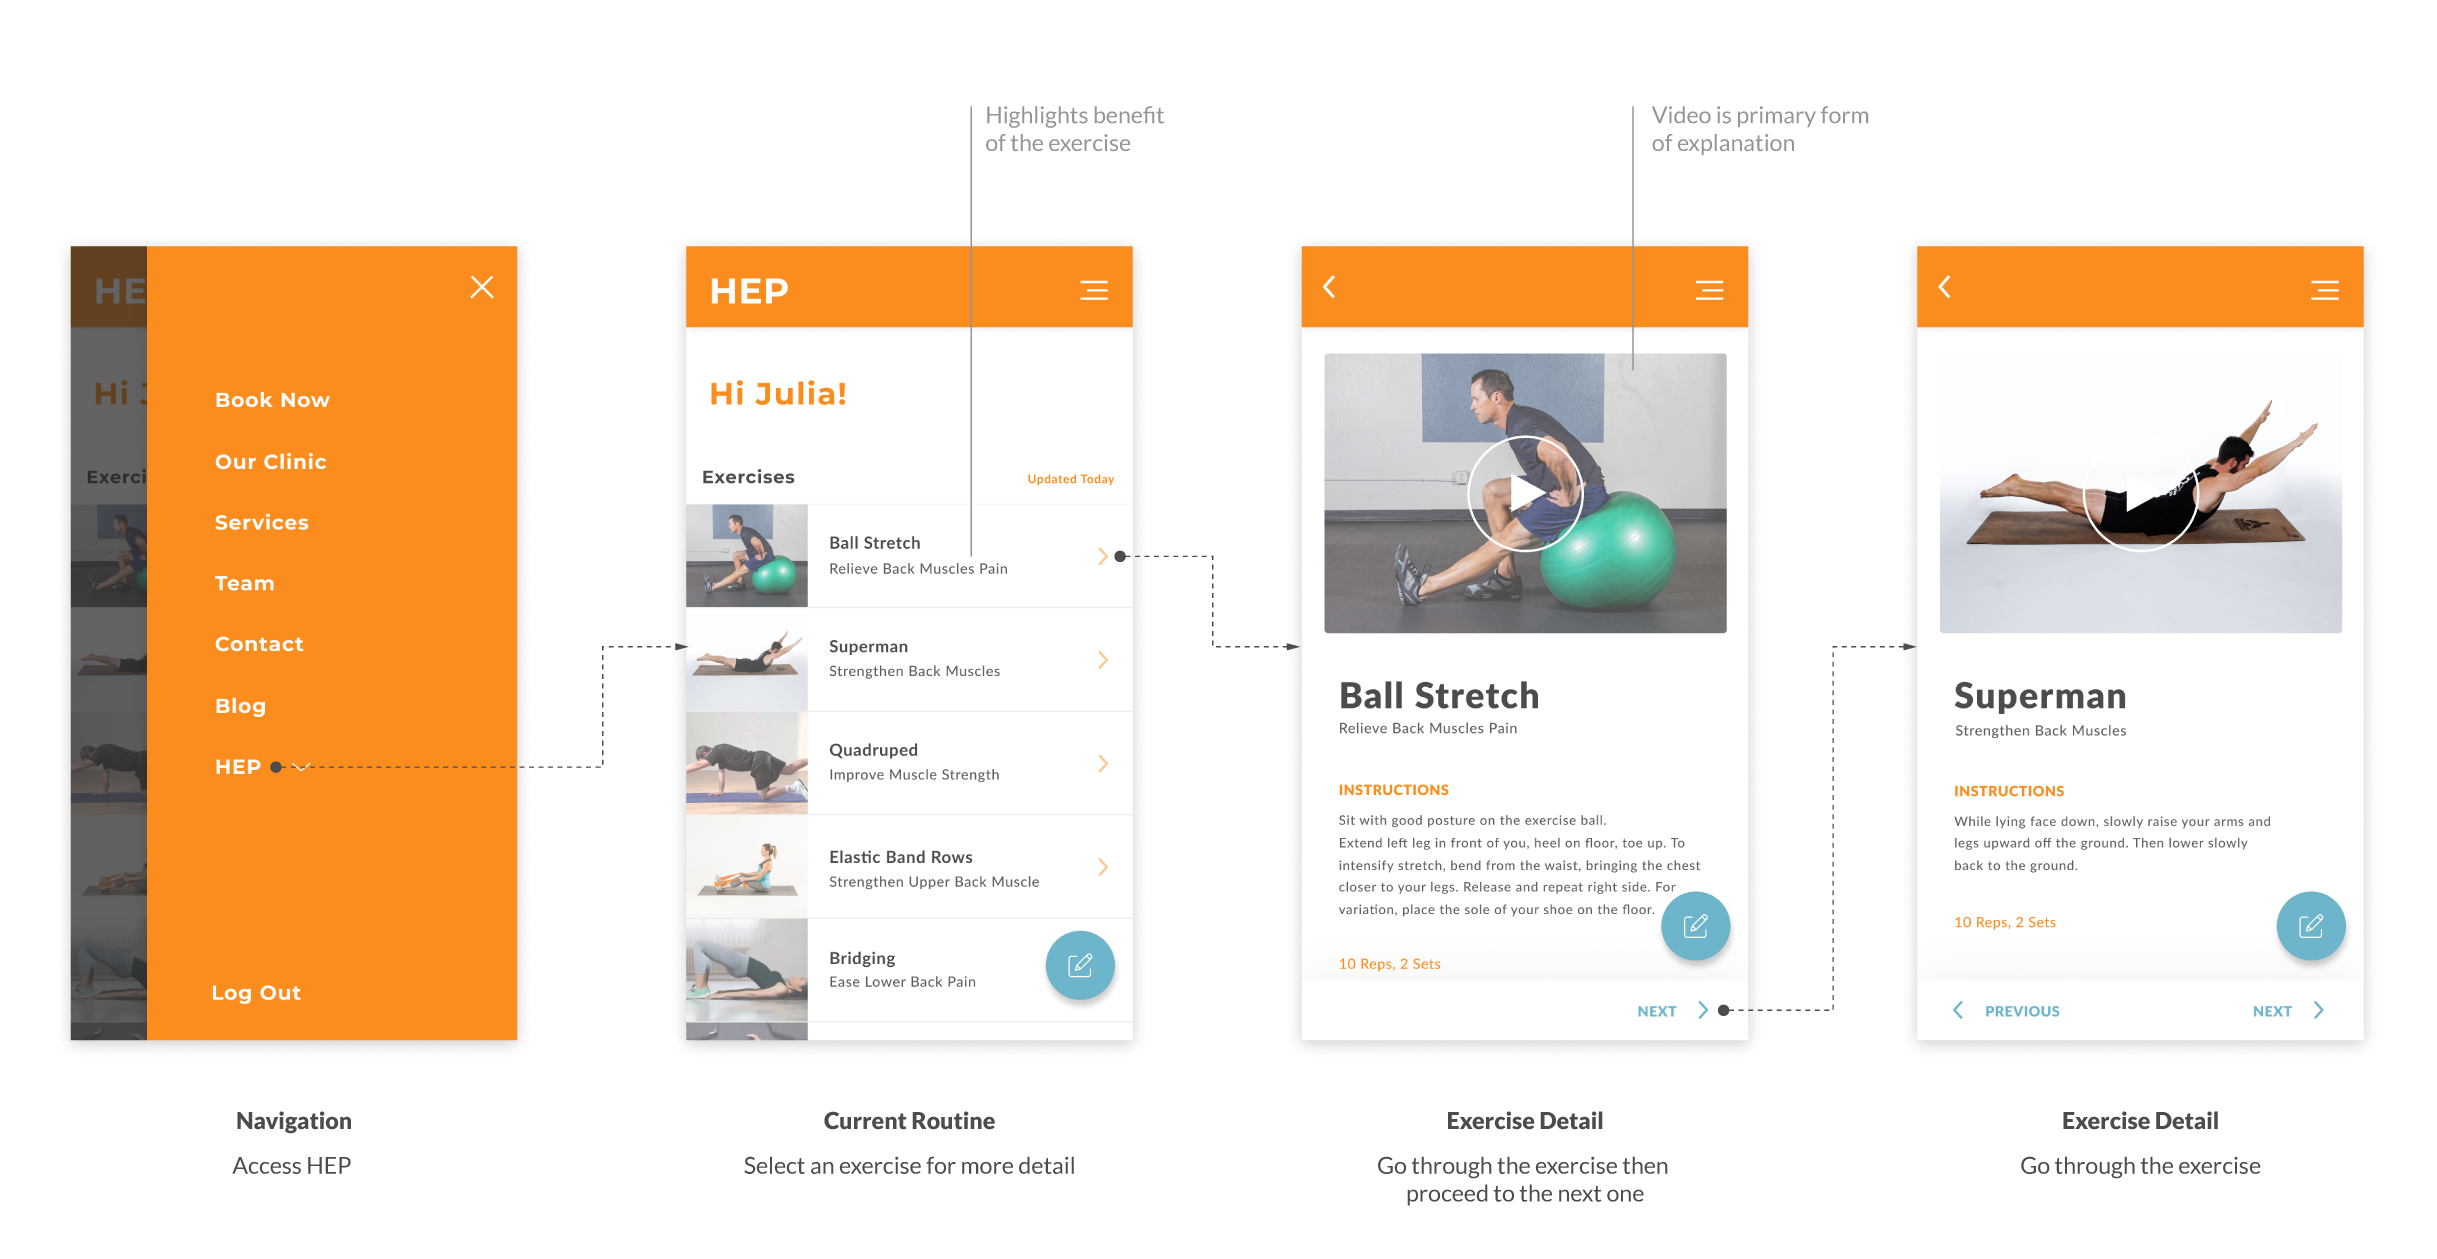 Highlights benefit
of the exercise
Video is primary form
of explanation
HE
Hi J
Exerci
Book Now
Our Clinic
Services
Team
Contact
Blog
HEP
Log Out
HEP
Hi Julia!
Exercises
Updated Today
Ball Stretch
Relieve Back Muscles Pain
Superman
Strengthen Back Muscles
Quadruped
Improve Muscle Strength
Elastic Band Rows
Strengthen Upper Back Muscle
Bridging
Ease Lower Back Pain
Ball Stretch
Relieve Back Muscles Pain
INSTRUCTIONS
Sit with good posture on the exercise ball.
Extend left leg in front of you, heel on floor, toe up. To
intensify stretch, bend from the waist, bringing the chest
closer to your legs. Release and repeat right side. For
variation, place the sole of your shoe on the floor.
10 Reps, 2 Sets
NEXT
Superman
Strengthen Back Muscles
INSTRUCTIONS
While lying face down, slowly raise your arms and
legs upward off the ground. Then lower slowly
back to the ground.
10 Reps, 2 Sets
PREVIOUS
NEXT
Navigation
Access HEP
Current Routine
Select an exercise for more detail
Exercise Detail
Go through the exercise then
proceed to the next one
Exercise Detail
Go through the exercise